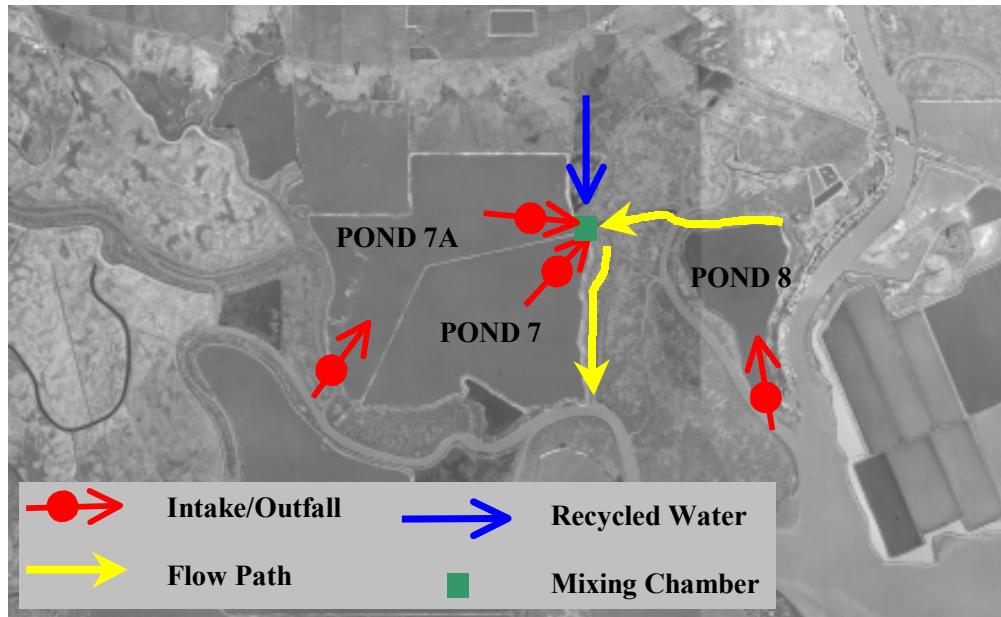 POND 7A
POND 8
POND 7
Intake/Outfall
Recycled Water
Flow Path
Mixing Chamber